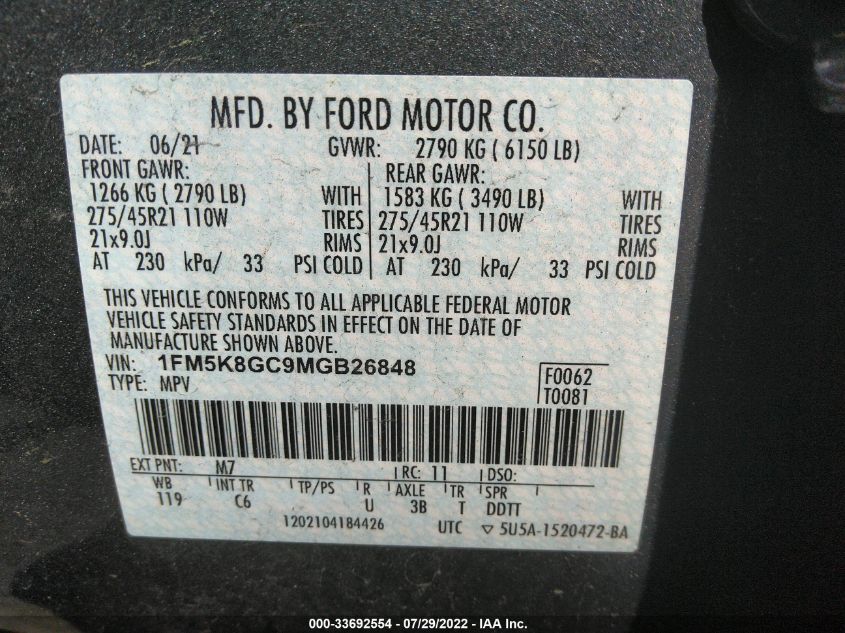 MFD. BY FORD MOTOR CO.
DATE: 06/21 GVWR: 2790 KG ( 6150 LB)
FRONT GAWR: REAR GAWR:
1266 KG ( 2790 LB) WITH 1583 KG ( 3490 LB) WITH
275/45R21 110W TIRES 275/45R21 110W TIRES
21x9.0J RIMS 21x9.0J RIMS
AT 230 kPa/ 33 PSI COLD AT 230 kPa/ 33 PSI COLD
THIS VEHICLE CONFORMS TO ALL APPLICABLE FEDERAL MOTOR
VEHICLE SAFETY STANDARDS IN EFFECT ON THE DATE OF
MANUFACTURE SHOWN ABOVE.
VIN: 1FM5K8GC9MGB26848
TYPE: MPV
F0062
T0081
EXT PNT: M7 RC: 11 DSO:
WB INT TR TP/PS R AXLE TR SPR
119 C6 U 3B T DDTT
1202104184426 UTC ▽ 5U5A-1520472-BA
000-33692554 / 07/29/2022 - IAA Inc.